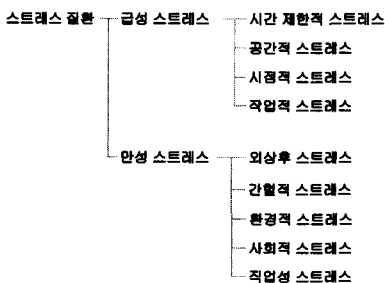 스트레스 질환 급성 스트레스 시간 제한적 스트레스
공간적 스트레스
시점적 스트레스
작업적 스트레스
만성 스트레스 외상후 스트레스
간헐적 스트레스
환경적 스트레스
사회적 스트레스
직업성 스트레스